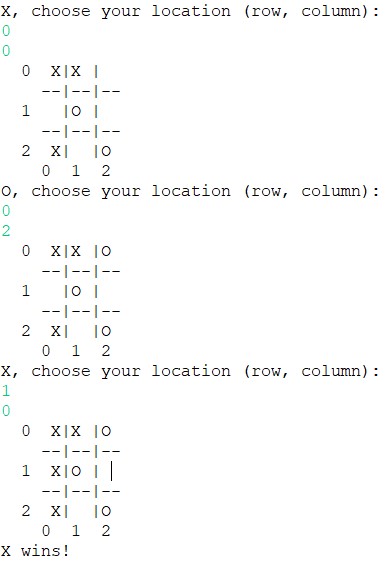 X, choose your location (row, column):
0
0
  0  X|X |
    --|--|--
  1   |O |
    --|--|--
  2  X|  |O
    0  1  2
O, choose your location (row, column):
0
2
  0  X|X |O
    --|--|--
  1   |O |
    --|--|--
  2  X|  |O
    0  1  2
X, choose your location (row, column):
1
0
  0  X|X |O
    --|--|--
  1  X|O |
    --|--|--
  2  X|  |O
    0  1  2
X wins!